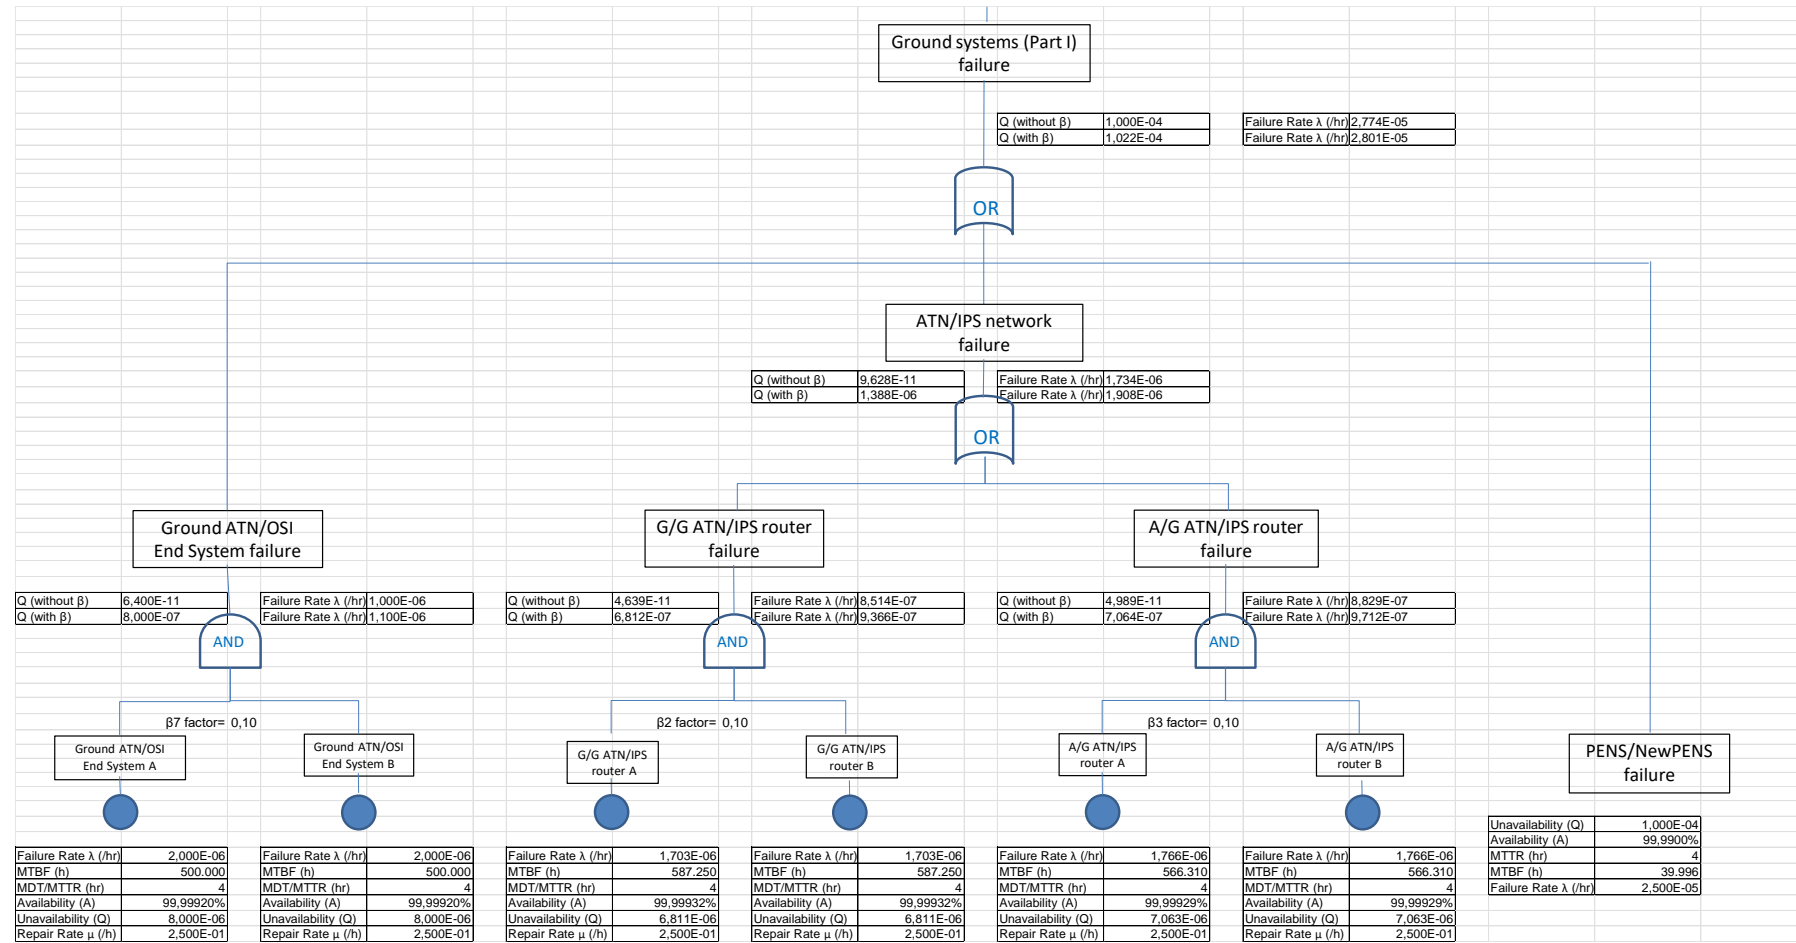 Ground systems (Part I)
failure
Q (without β) 1,000E-04 Failure Rate λ (/hr) 2,774E-05
Q (with β) 1,022E-04 Failure Rate λ (/hr) 2,801E-05
OR
ATN/IPS network
failure
Q (without β) 9,628E-11 Failure Rate λ (/hr) 1,734E-06
Q (with β) 1,388E-06 Failure Rate λ (/hr) 1,908E-06
OR
Ground ATN/OSI
End System failure
G/G ATN/IPS router
failure
A/G ATN/IPS router
failure
Q (without β) 6,400E-11 Failure Rate λ (/hr) 1,000E-06 Q (without β) 4,639E-11 Failure Rate λ (/hr) 8,514E-07 Q (without β) 4,989E-11 Failure Rate λ (/hr) 8,829E-07
Q (with β) 8,000E-07 Failure Rate λ (/hr) 1,100E-06 Q (with β) 6,812E-07 Failure Rate λ (/hr) 9,366E-07 Q (with β) 7,064E-07 Failure Rate λ (/hr) 9,712E-07
AND AND AND
β7 factor= 0,10 β2 factor= 0,10 β3 factor= 0,10
Ground ATN/OSI
End System A
Ground ATN/OSI
End System B
G/G ATN/IPS
router A
G/G ATN/IPS
router B
A/G ATN/IPS
router A
A/G ATN/IPS
router B
PENS/NewPENS
failure
Unavailability (Q) 1,000E-04
Availability (A) 99,9900%
MTTR (hr) 4
MTBF (h) 39.996
Failure Rate λ (/hr) 2,500E-05
Failure Rate λ (/hr) 2,000E-06 Failure Rate λ (/hr) 2,000E-06 Failure Rate λ (/hr) 1,703E-06 Failure Rate λ (/hr) 1,703E-06 Failure Rate λ (/hr) 1,766E-06 Failure Rate λ (/hr) 1,766E-06
MTBF (h) 500.000 MTBF (h) 500.000 MTBF (h) 587.250 MTBF (h) 587.250 MTBF (h) 566.310 MTBF (h) 566.310
MDT/MTTR (hr) 4 MDT/MTTR (hr) 4 MDT/MTTR (hr) 4 MDT/MTTR (hr) 4 MDT/MTTR (hr) 4 MDT/MTTR (hr) 4
Availability (A) 99,99920% Availability (A) 99,99920% Availability (A) 99,99932% Availability (A) 99,99932% Availability (A) 99,99929% Availability (A) 99,99929%
Unavailability (Q) 8,000E-06 Unavailability (Q) 8,000E-06 Unavailability (Q) 6,811E-06 Unavailability (Q) 6,811E-06 Unavailability (Q) 7,063E-06 Unavailability (Q) 7,063E-06
Repair Rate μ (/h) 2,500E-01 Repair Rate μ (/h) 2,500E-01 Repair Rate μ (/h) 2,500E-01 Repair Rate μ (/h) 2,500E-01 Repair Rate μ (/h) 2,500E-01 Repair Rate μ (/h) 2,500E-01